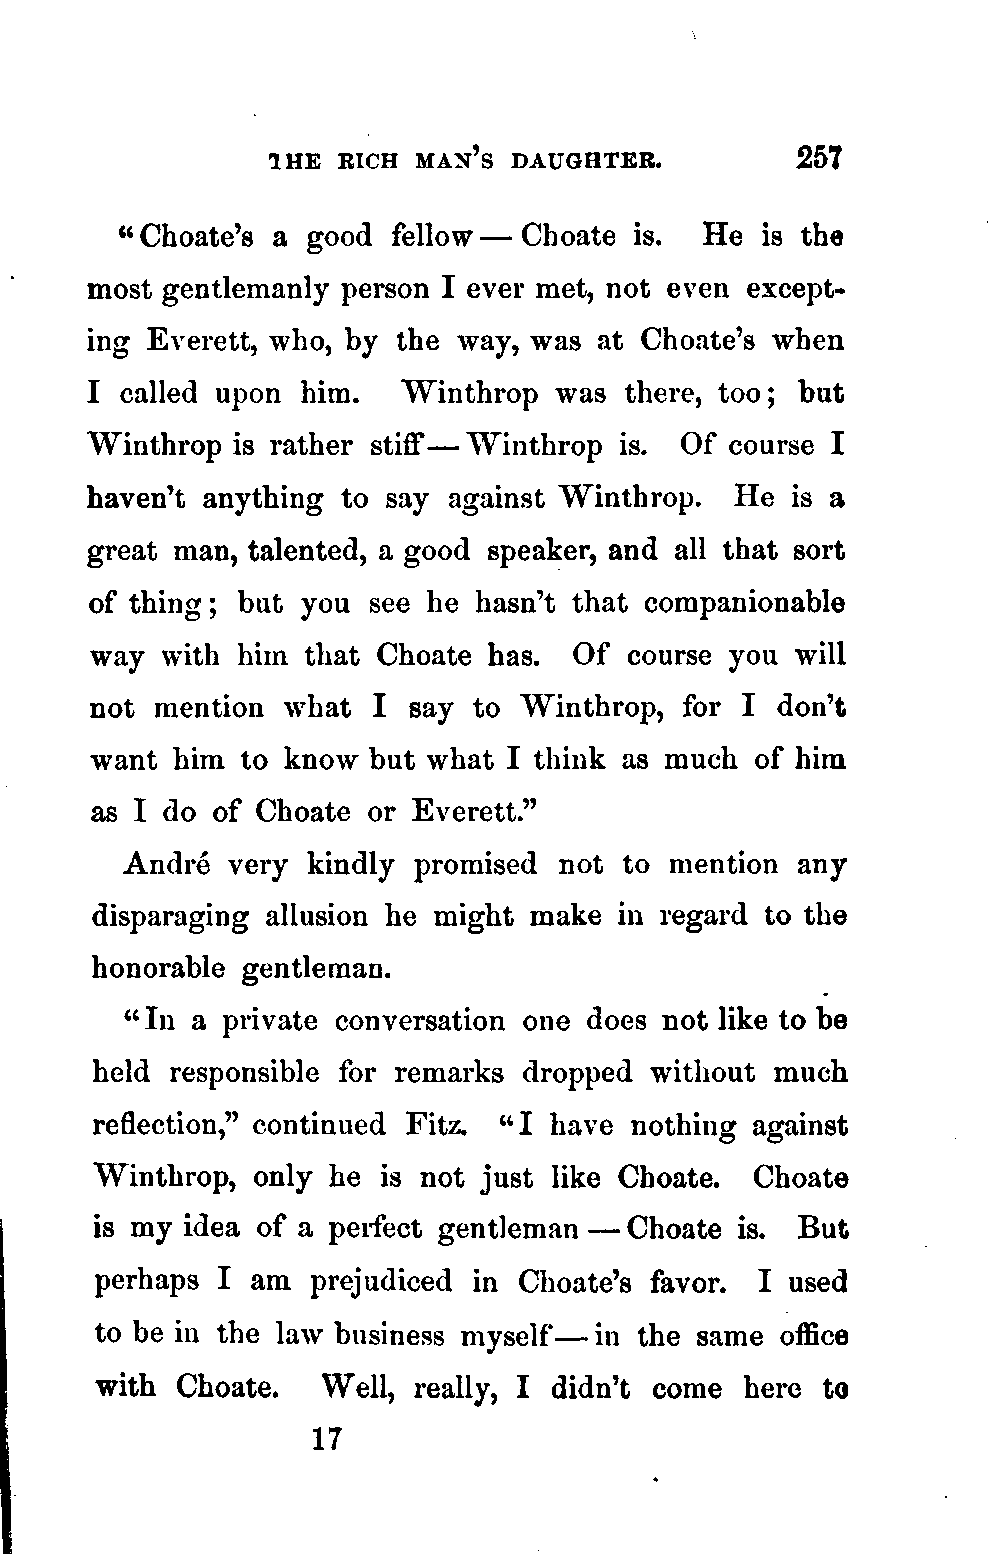 THE RICH MAN'S DAUGHTER. 257
"Choate's a good fellow — Choate is. He is the
most gentlemanly person I ever met, not even except-
ing Everett, who, by the way, was at Choate's when
I called upon him. Winthrop was there, too; but
Winthrop is rather stiff — Winthrop is. Of course I
haven't anything to say against Winthrop. He is a
great man, talented, a good speaker, and all that sort
of thing; but you see he hasn't that companionable
way with him that Choate has. Of course you will
not mention what I say to Winthrop, for I don't
want him to know but what I think as much of him
as I do of Choate or Everett."
André very kindly promised not to mention any
disparaging allusion he might make in regard to the
honorable gentleman.
"In a private conversation one does not like to be
held responsible for remarks dropped without much
reflection," continued Fitz. "I have nothing against
Winthrop, only he is not just like Choate. Choate
is my idea of a perfect gentleman — Choate is. But
perhaps I am prejudiced in Choate's favor. I used
to be in the law business myself — in the same office
with Choate. Well, really, I didn't come here to
17